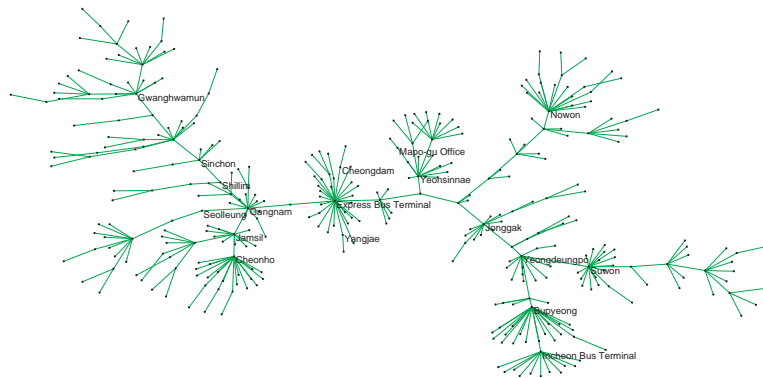 Gwanghwamun
Nowon
Mapo-gu Office
Sinchon
Cheongdam
Yeonsinnae
Shillim
Express Bus Terminal
Seolleung
Gangnam
Jonggak
Jamsil
Yangjae
Cheonho
Yeongdeungpo
Suwon
Bupyeong
Incheon Bus Terminal